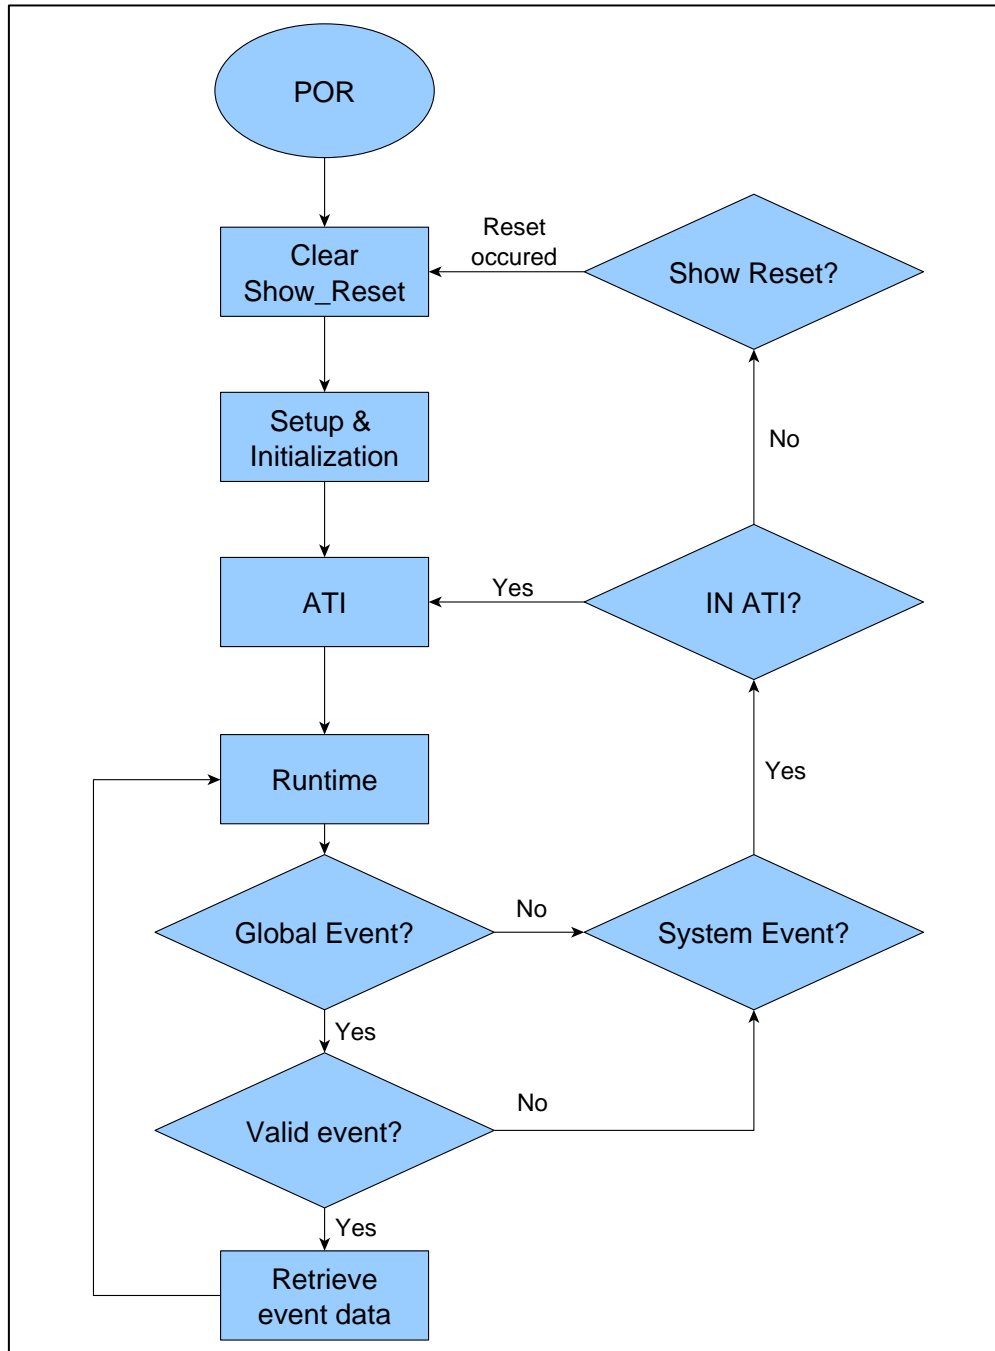 POR
Clear
Show_Reset
Reset
occured
Show Reset?
Setup &
Initialization
No
ATI
Yes
IN ATI?
Runtime
Yes
Global Event?
No
System Event?
Yes
Valid event?
No
Yes
Retrieve
event data